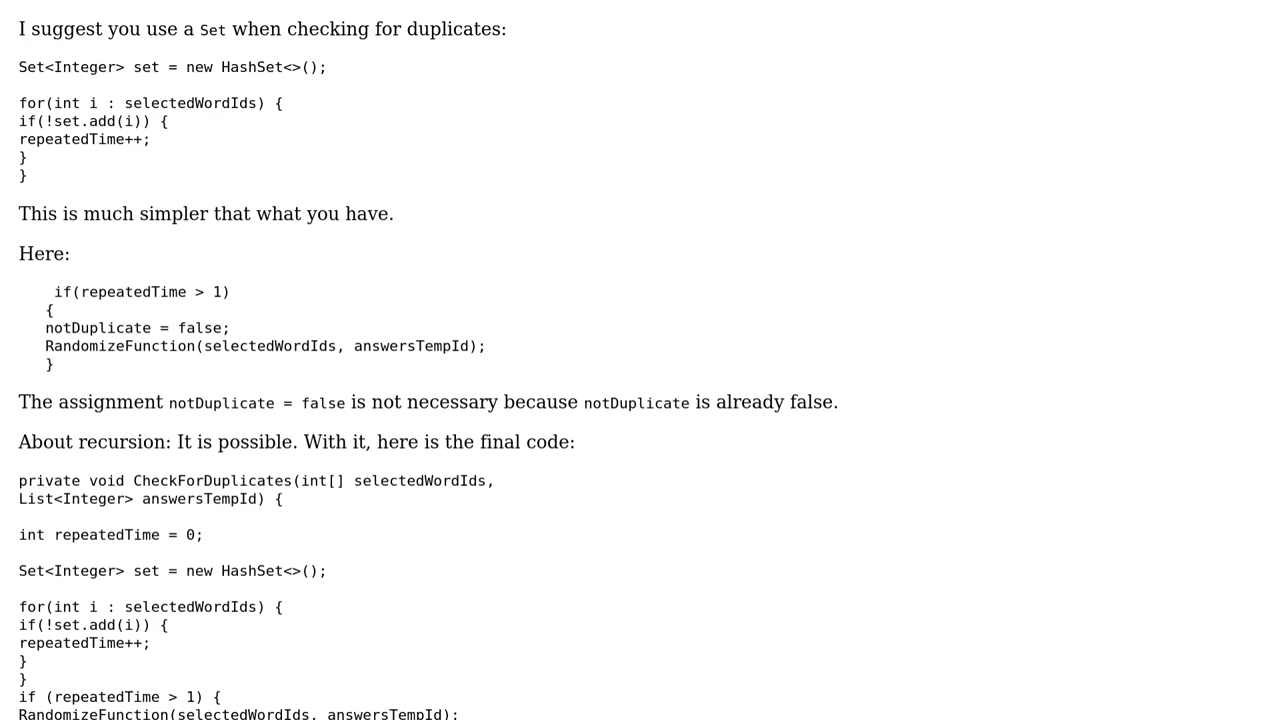 I suggest you use a Set when checking for duplicates:
Set<Integer> set = new HashSet<>();
for(int i : selectedWordIds) {
if(!set.add(i)) {
repeatedTime++;
}
}
This is much simpler that what you have.
Here:
if(repeatedTime > 1)
{
notDuplicate = false;
RandomizeFunction(selectedWordIds, answersTempId);
}
The assignment notDuplicate = false is not necessary because notDuplicate is already false.
About recursion: It is possible. With it, here is the final code:
private void CheckForDuplicates(int[] selectedWordIds,
List<Integer> answersTempId) {
int repeatedTime = 0;
Set<Integer> set = new HashSet<>();
for(int i : selectedWordIds) {
if(!set.add(i)) {
repeatedTime++;
}
}
if (repeatedTime > 1) {
RandomizeFunction(selectedWordIds, answersTempId);